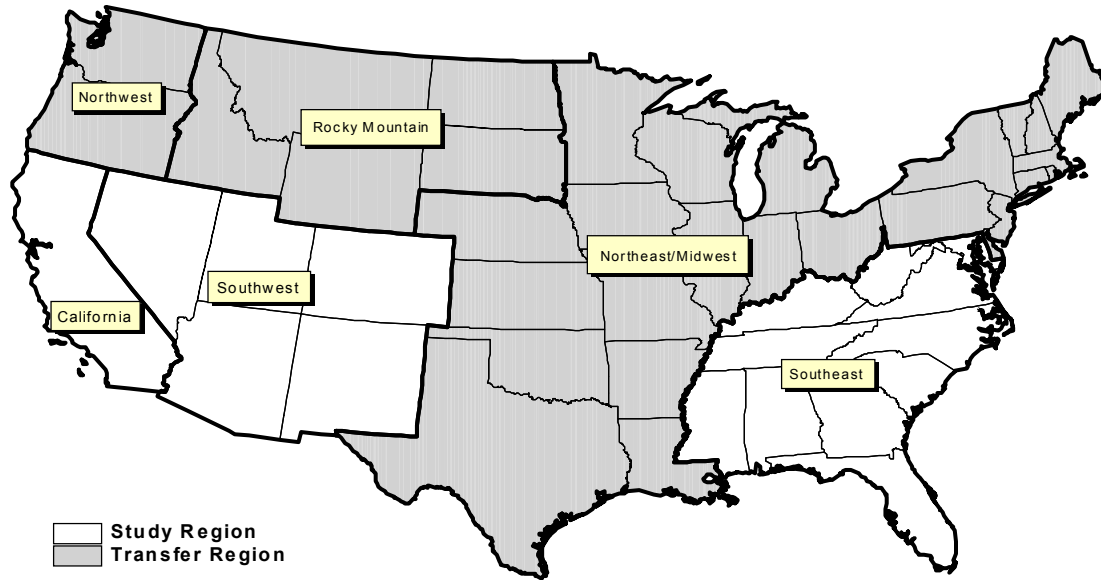 Northwest
Rocky Mountain
Northeast/Midwest
Southwest
California
Southeast
Study Region
Transfer Region